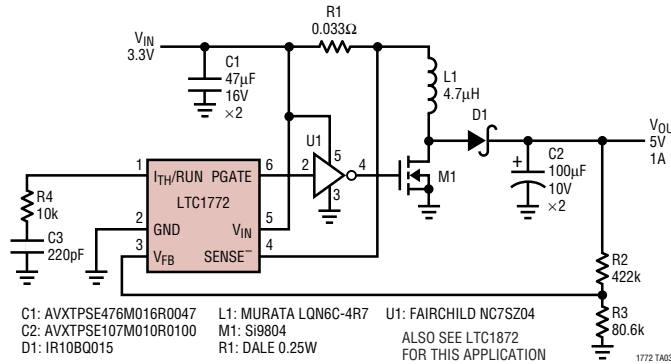 R1
0.033Ω
VIN
3.3V
C1
47µF
16V
×2
L1
4.7µH
D1
VOU
5V
1A
U1
5
2
4
3
M1
+
C2
100µF
10V
×2
1
ITH/RUN PGATE
6
LTC1772
2
GND
VIN
5
3
VFB
SENSE–
4
R4
10k
C3
220pF
R2
422k
R3
80.6k
C1: AVXTPSE476M016R0047
C2: AVXTPSE107M010R0100
D1: IR10BQ015
L1: MURATA LQN6C-4R7
M1: Si9804
R1: DALE 0.25W
U1: FAIRCHILD NC7SZ04
ALSO SEE LTC1872
FOR THIS APPLICATION
1772 TA03